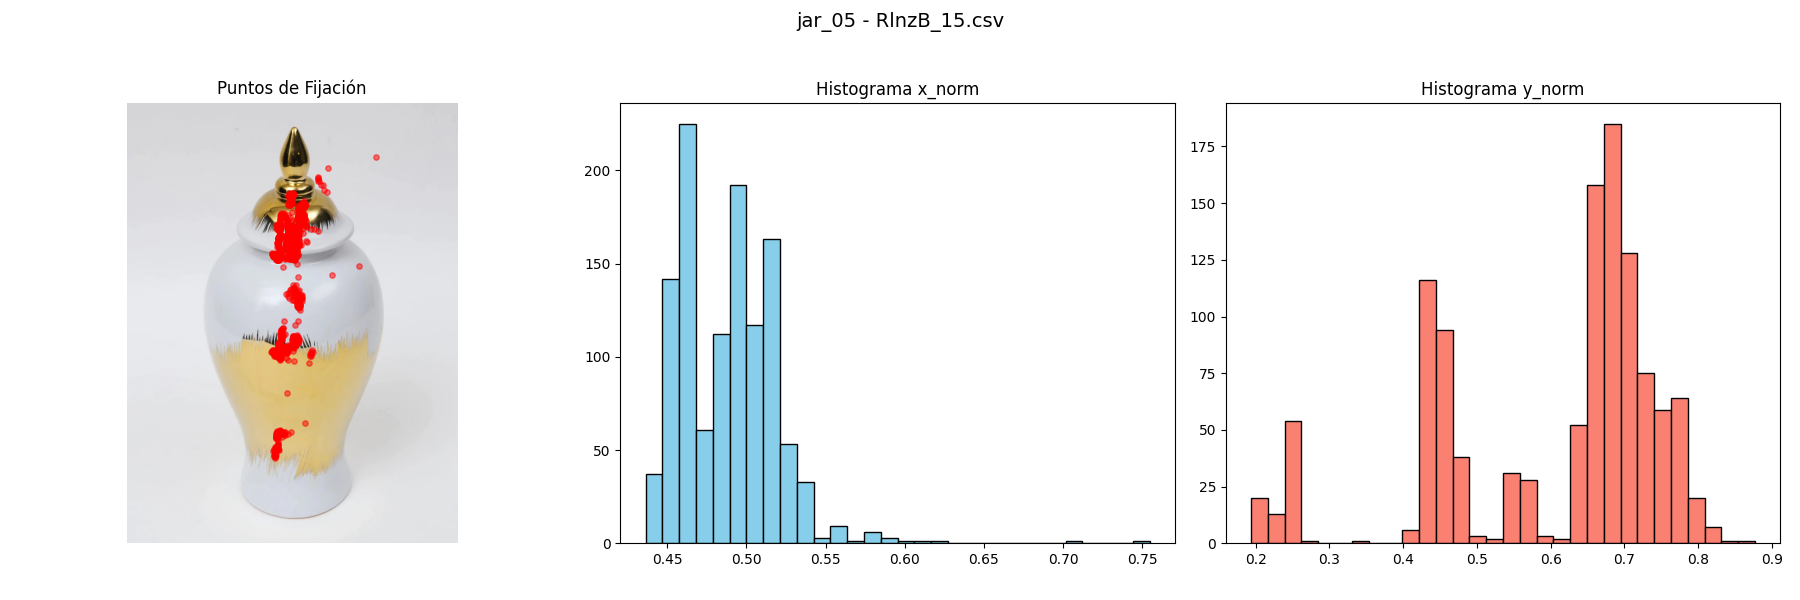 jar_05 - RlnzB_15.csv
Puntos de Fijación
Histograma x_norm
Histograma y_norm
200
150
100
50
0
0.45 0.50 0.55 0.60 0.65 0.70 0.75
175
150
125
100
75
50
25
0
0.2 0.3 0.4 0.5 0.6 0.7 0.8 0.9